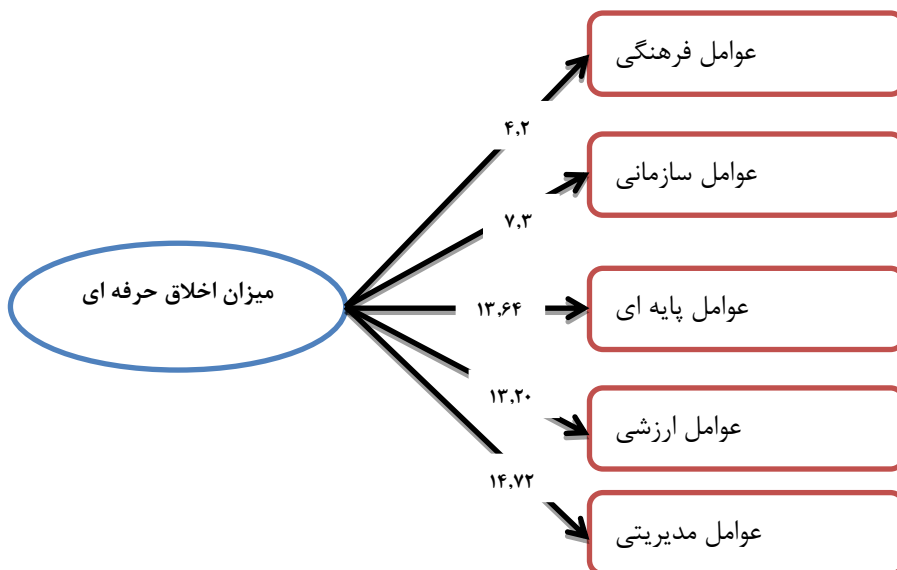 عوامل فرهنگی
۴,۲
عوامل سازمانی
۷,۳
میزان اخلاق حرفه ای
۱۳,۶۴
عوامل پایه ای
۱۳,۲۰
عوامل ارزشی
۱۴,۷۲
عوامل مدیریتی